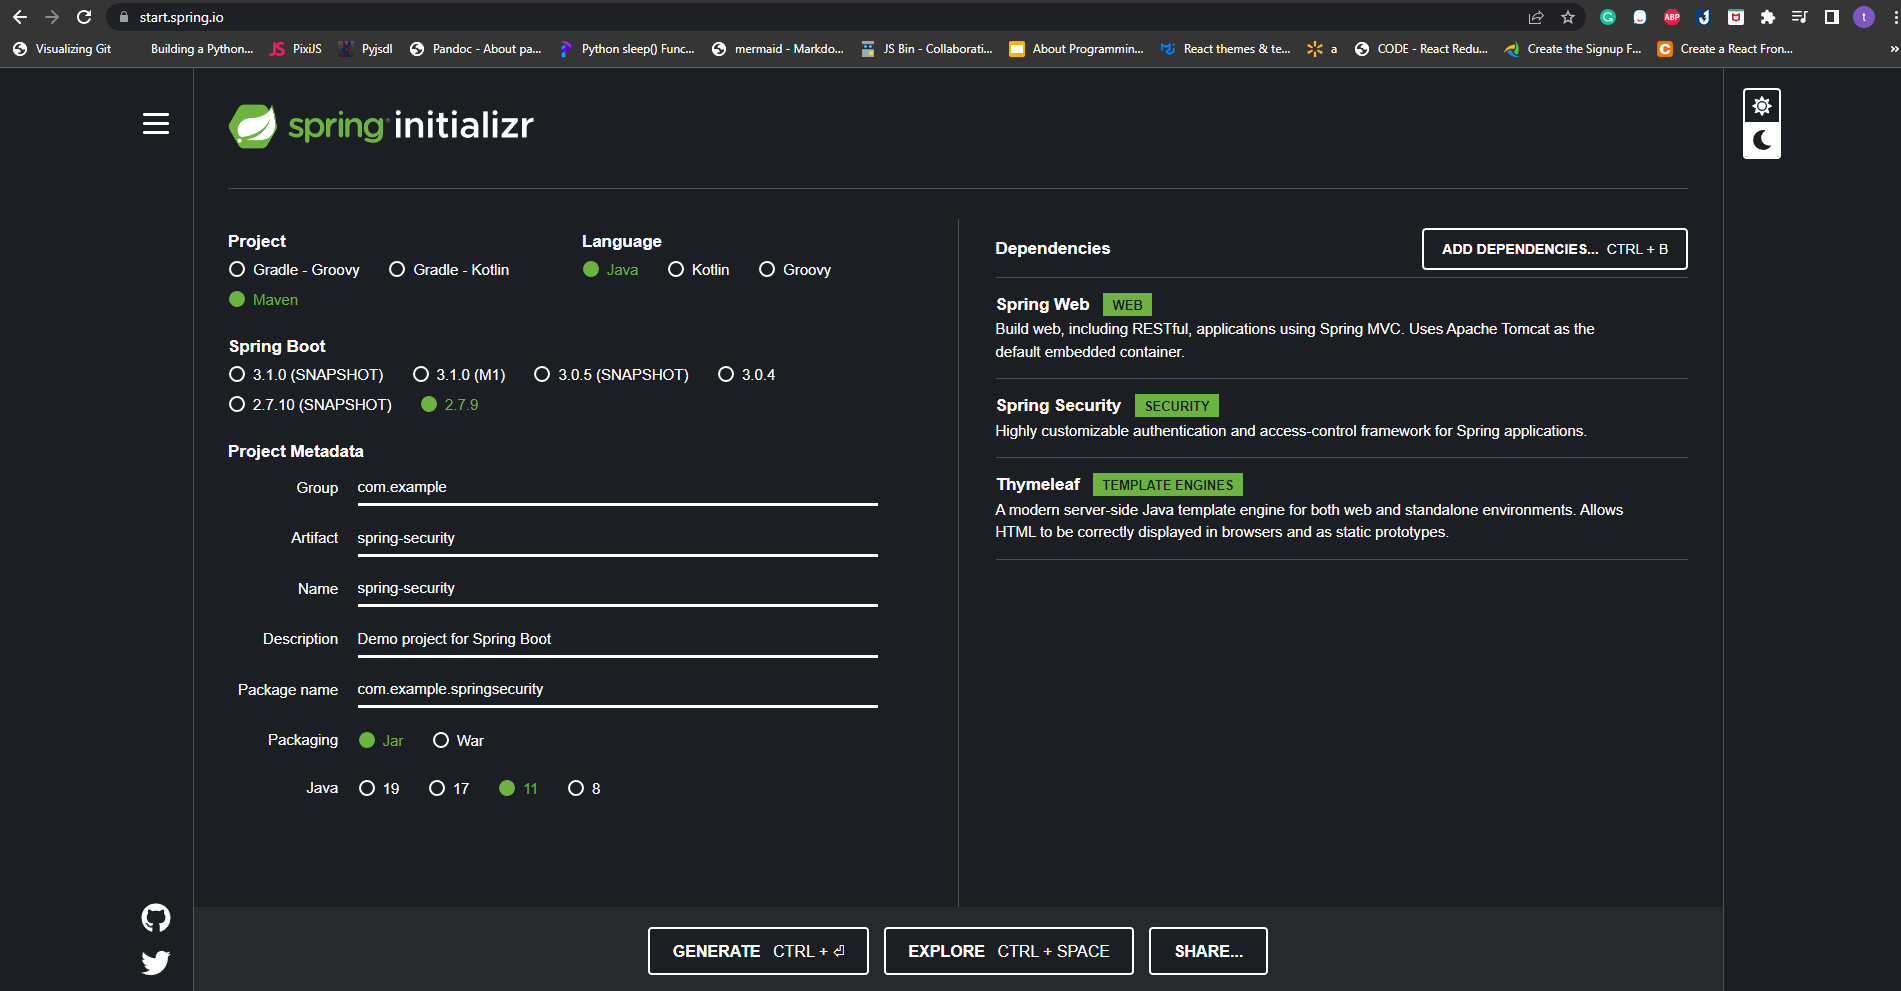 start.spring.io
ABP
t
Visualizing Git
Building a Python...
JS PixiJS
Pyjsdl
Pandoc - About pa...
Python sleep() Func...
mermaid - Markdo...
JS Bin - Collaborati...
About Programmin...
React themes & te...
a
CODE - React Redu...
Create the Signup F...
C Create a React Fron...
»
spring initializr
Project
Gradle - Groovy Gradle - Kotlin
Maven
Language
Java Kotlin Groovy
Spring Boot
3.1.0 (SNAPSHOT) 3.1.0 (M1) 3.0.5 (SNAPSHOT) 3.0.4
2.7.10 (SNAPSHOT) 2.7.9
Project Metadata
Group com.example
Artifact spring-security
Name spring-security
Description Demo project for Spring Boot
Package name com.example.springsecurity
Packaging Jar War
Java 19 17 11 8
Dependencies
ADD DEPENDENCIES... CTRL + B
Spring Web WEB
Build web, including RESTful, applications using Spring MVC. Uses Apache Tomcat as the
default embedded container.
Spring Security SECURITY
Highly customizable authentication and access-control framework for Spring applications.
Thymeleaf TEMPLATE ENGINES
A modern server-side Java template engine for both web and standalone environments. Allows
HTML to be correctly displayed in browsers and as static prototypes.
GENERATE CTRL + ⏎
EXPLORE CTRL + SPACE
SHARE...